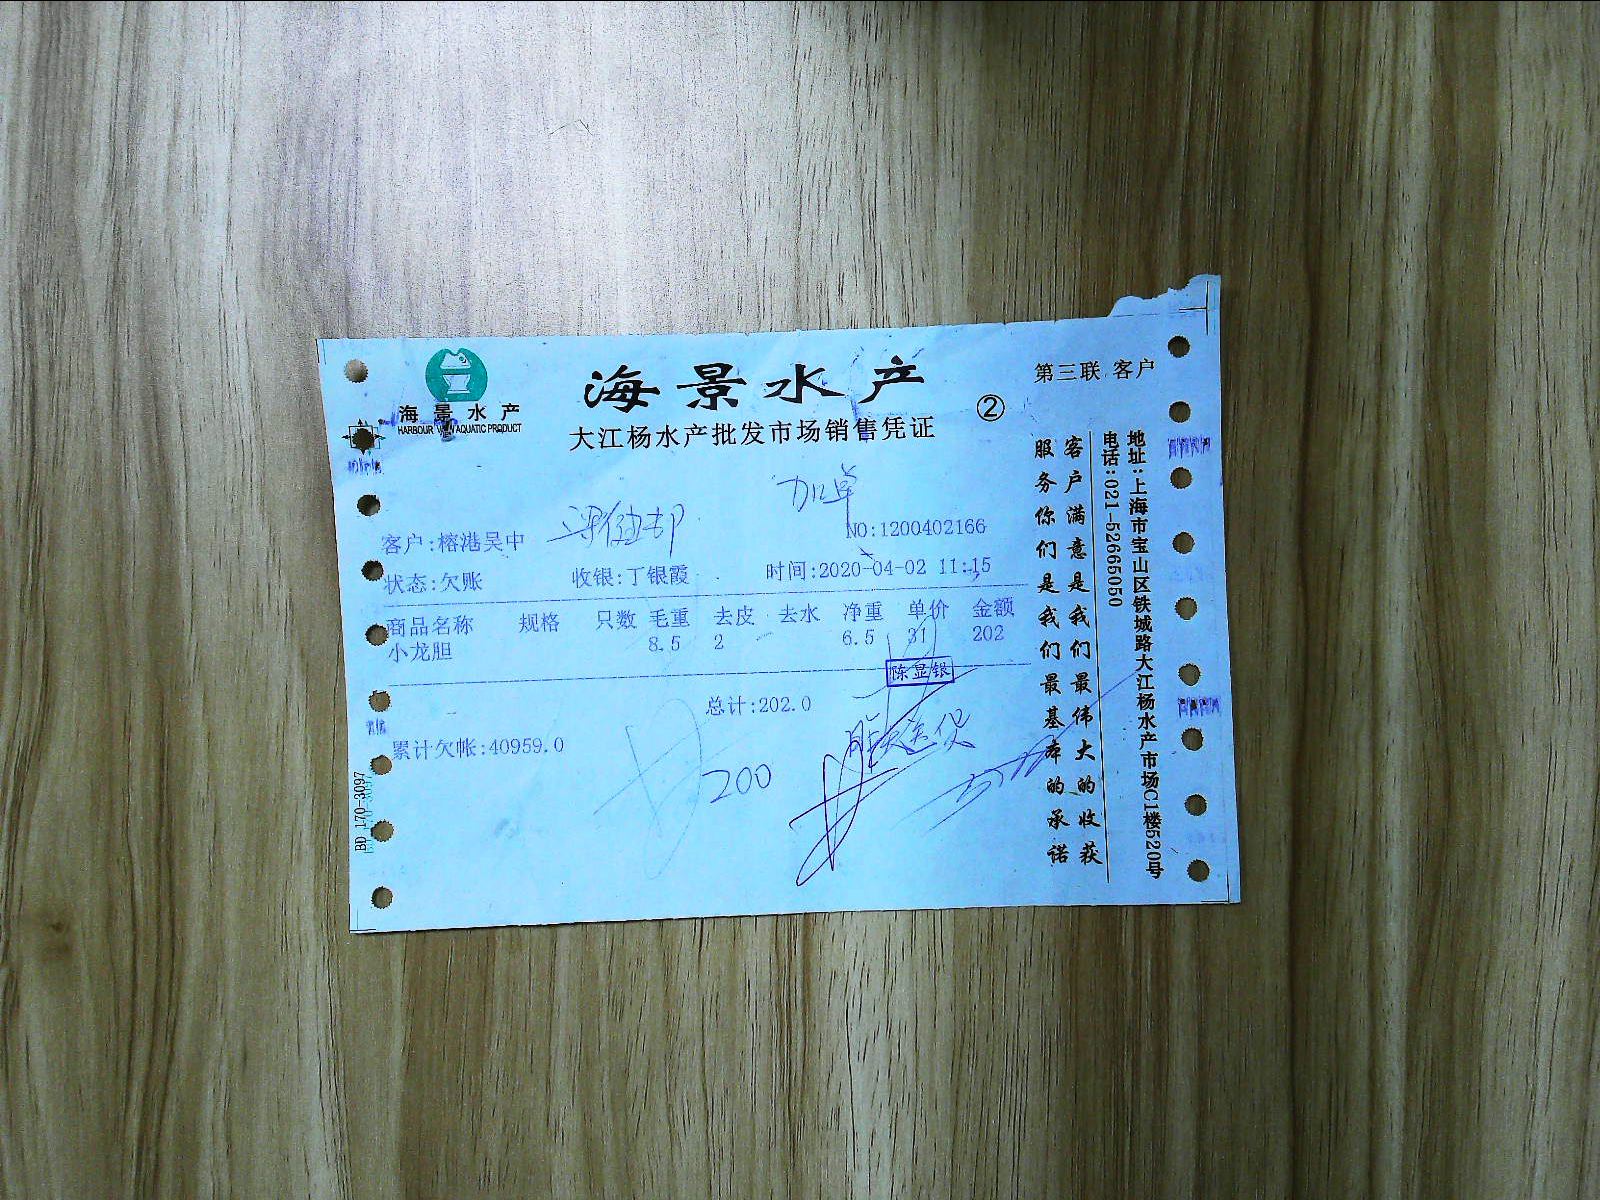 海景水产
HARBOUR VIEW AQUATIC PRODUCT
海景水产
大江杨水产批发市场销售凭证
②
第三联 客户
加单
客户:榕港吴中
NO:1200402166
状态:欠账 收银:丁银霞 时间:2020-04-02 11:15
商品名称 规格 只数 毛重 去皮 去水 净重 单价 金额
小龙胆 8.5 2 6.5 31 202
陈显银
总计:202.0
累计欠帐:40959.0
200
BD 170-3097
客户满意是我们最伟大的收获
服务你们是我们最基本的承诺
地址:上海市宝山区铁城路大江杨水产市场C1楼520号
电话:021-52665050